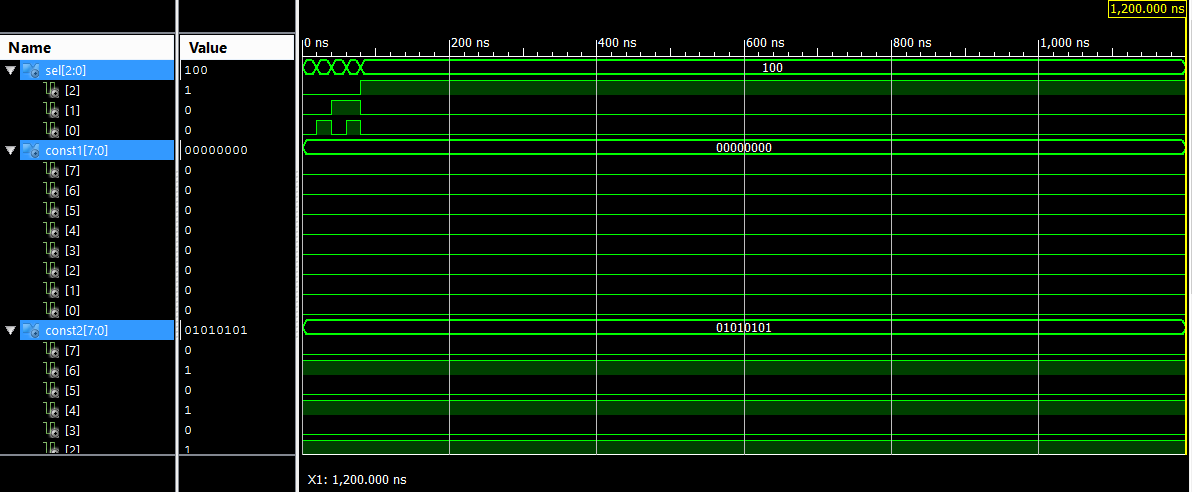 1,200.000 ns
Name Value 0 ns 200 ns 400 ns 600 ns 800 ns 1,000 ns
sel[2:0] 100 100
[2] 1
[1] 0
[0] 0
const1[7:0] 00000000 00000000
[7] 0
[6] 0
[5] 0
[4] 0
[3] 0
[2] 0
[1] 0
[0] 0
const2[7:0] 01010101 01010101
[7] 0
[6] 1
[5] 0
[4] 1
[3] 0
[2] 1
X1: 1,200.000 ns